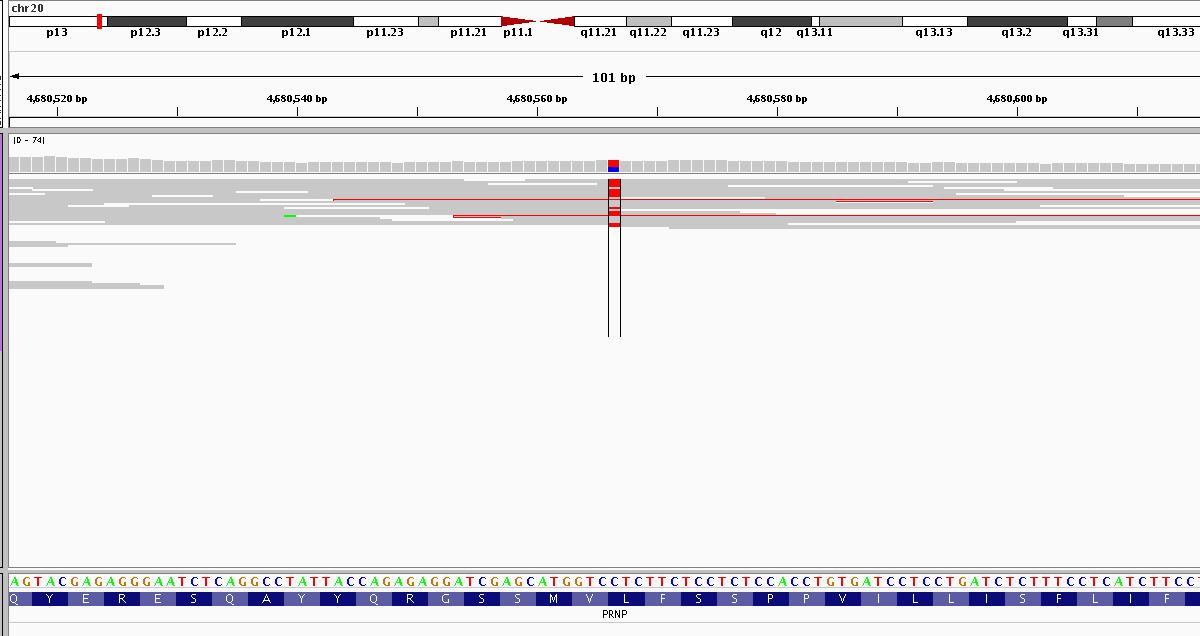 chr20
p13 p12.3 p12.2 p12.1 p11.23 p11.21 p11.1 q11.21 q11.22 q11.23 q12 q13.11 q13.13 q13.2 q13.31 q13.33
101 bp
4,680,520 bp 4,680,540 bp 4,680,560 bp 4,680,580 bp 4,680,600 bp
[0 - 74]
AGTACGAGAGGGAATCTCAGGCCTATTACCAGAGAGGATCGAGCATGGTCCTCTTCTCCTCTCCACCTGTGATCCTCCTGATCTCTTTCCTCATCTTCC
Q Y E R E S Q A Y Y Q R G S S M V L F S S P P V I L L I S F L I F
PRNP